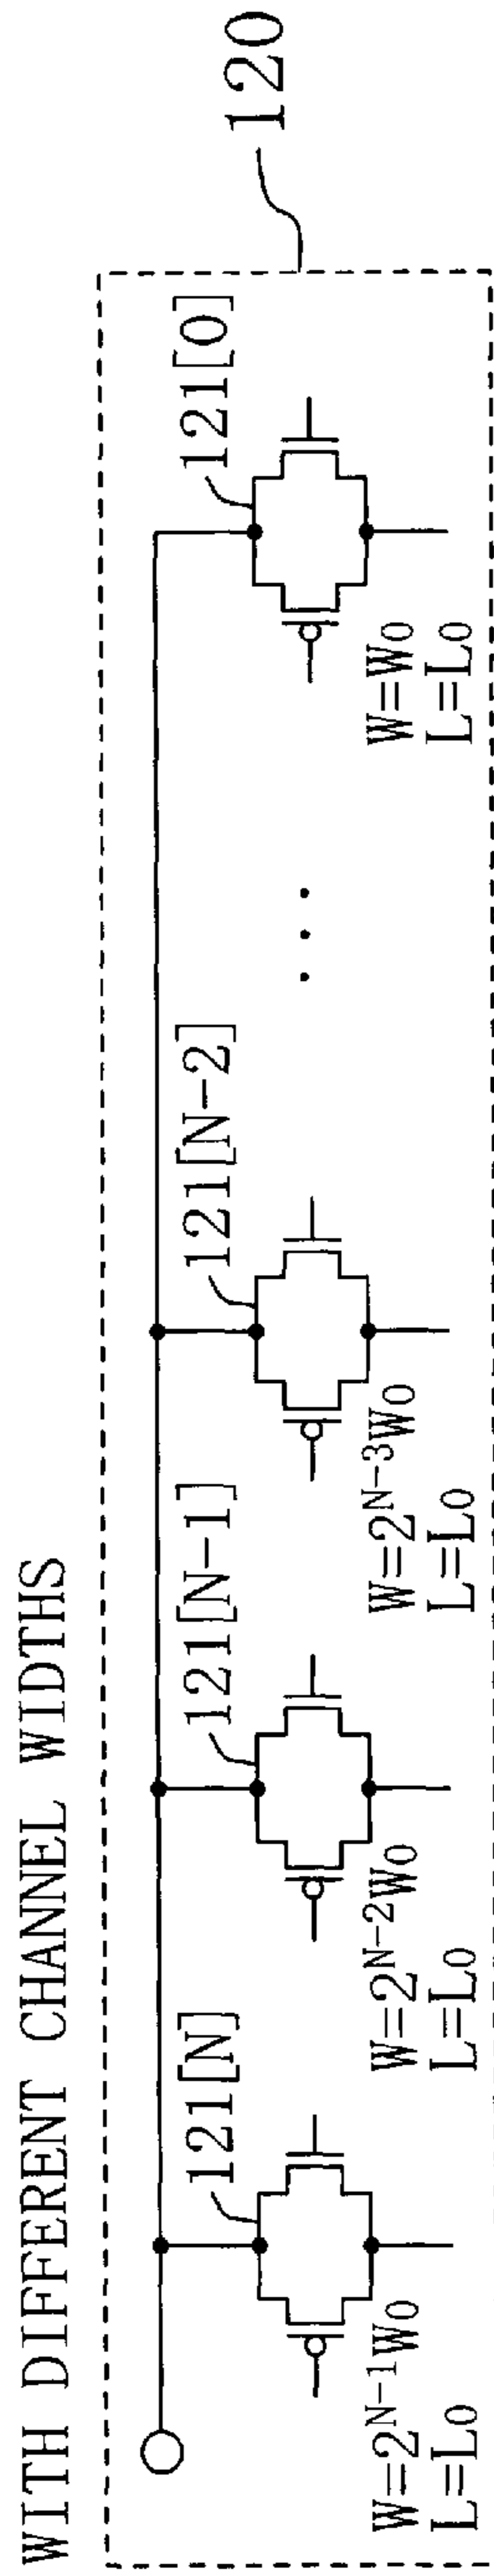 WITH DIFFERENT CHANNEL WIDTHS
120
121[N]
121[N-1]
121[N-2]
121[0]
...
W=2^{N-1}W0
L=L0
W=2^{N-2}W0
L=L0
W=2^{N-3}W0
L=L0
W=W0
L=L0